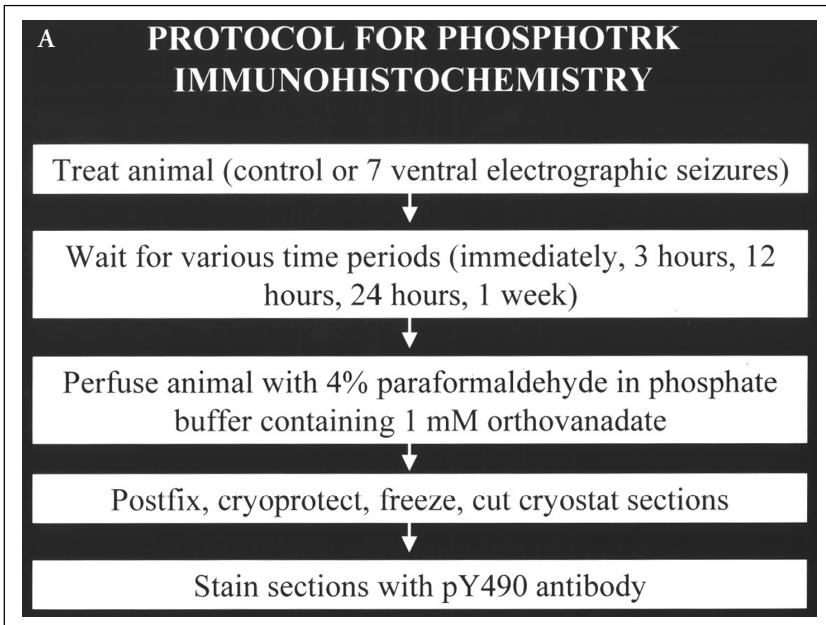 A
PROTOCOL FOR PHOSPHOTRK
IMMUNOHISTOCHEMISTRY
Treat animal (control or 7 ventral electrographic seizures)
Wait for various time periods (immediately, 3 hours, 12
hours, 24 hours, 1 week)
Perfuse animal with 4% paraformaldehyde in phosphate
buffer containing 1 mM orthovanadate
Postfix, cryoprotect, freeze, cut cryostat sections
Stain sections with pY490 antibody